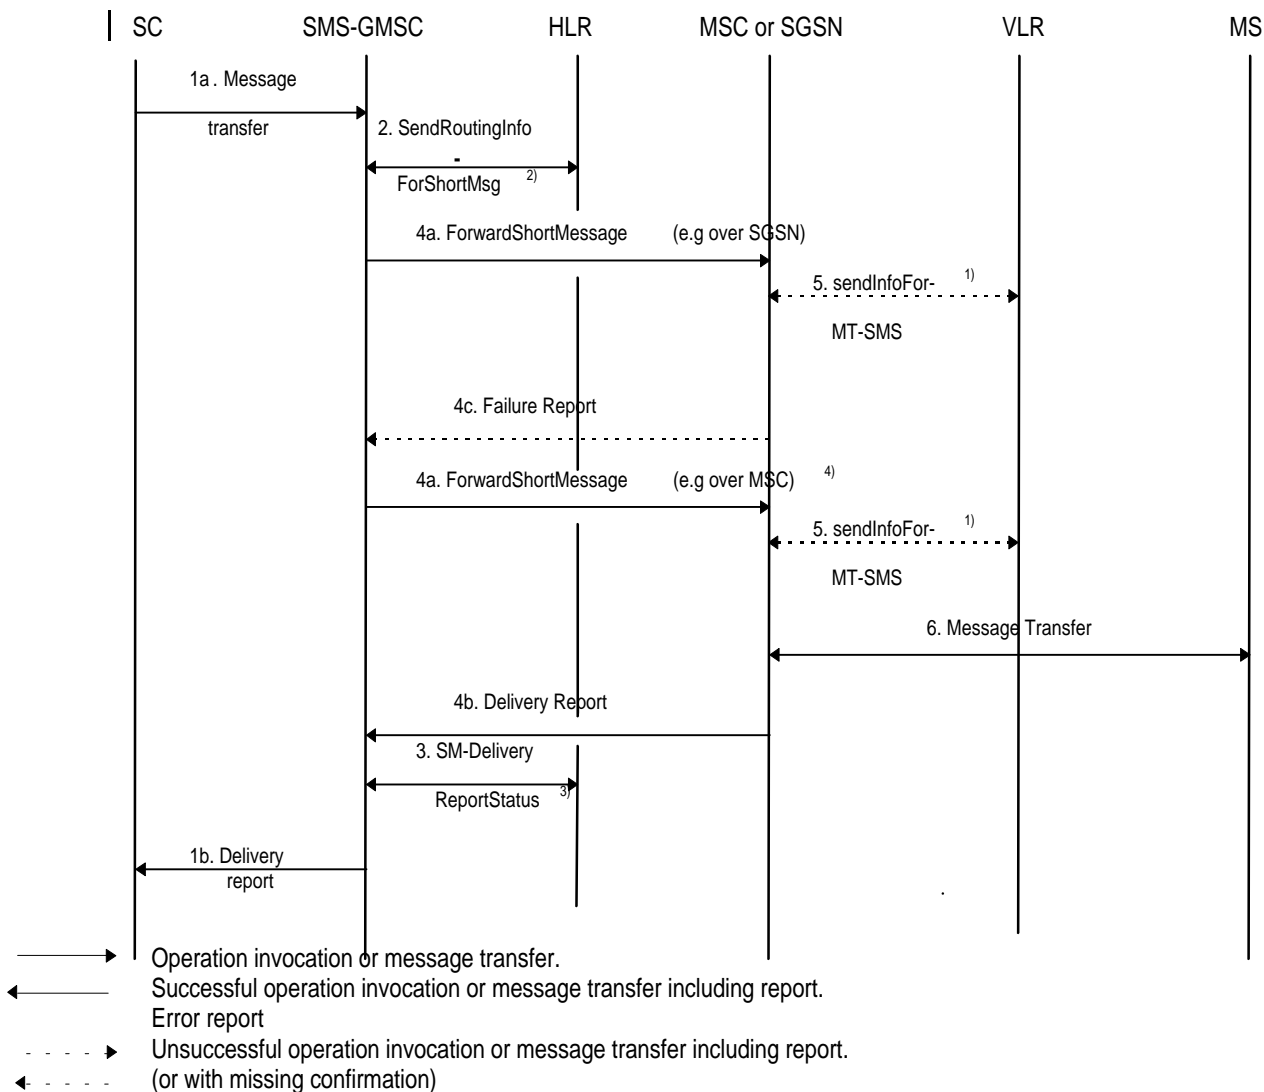 SC SMS-GMSC HLR MSC or SGSN VLR MS
1a . Message
transfer
2. SendRoutingInfo
-
ForShortMsg 2)
4a. ForwardShortMessage (e.g over SGSN)
5. sendInfoFor- 1)
MT-SMS
4c. Failure Report
4a. ForwardShortMessage (e.g over MSC) 4)
5. sendInfoFor- 1)
MT-SMS
6. Message Transfer
4b. Delivery Report
3. SM-Delivery
ReportStatus 3)
1b. Delivery
report
.
Operation invocation or message transfer.
Successful operation invocation or message transfer including report.
Error report
Unsuccessful operation invocation or message transfer including report.
(or with missing confirmation)